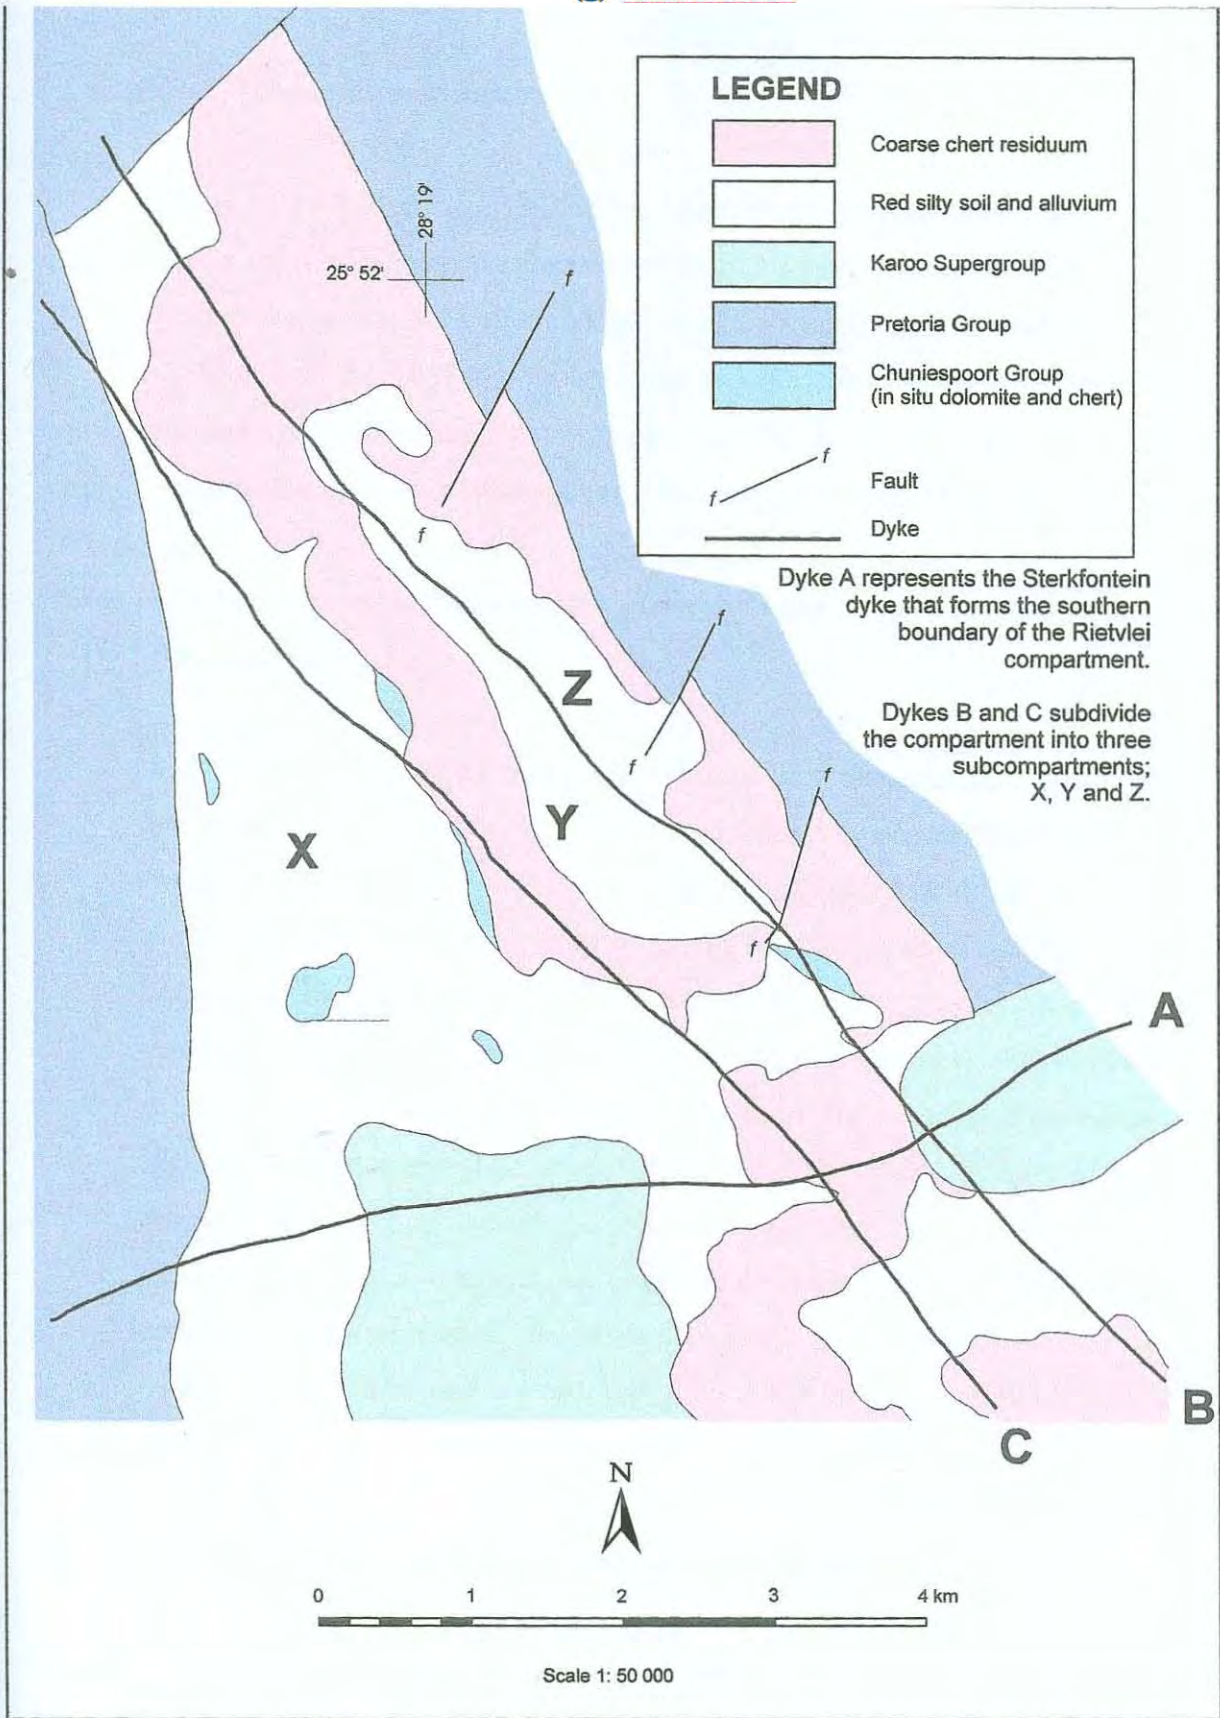 LEGEND
Coarse chert residuum
Red silty soil and alluvium
Karoo Supergroup
Pretoria Group
Chuniespoort Group
(in situ dolomite and chert)
f
f
Fault
Dyke
28° 19'
25° 52'
f
f
Dyke A represents the Sterkfontein
dyke that forms the southern
boundary of the Rietvlei
compartment.
Dykes B and C subdivide
the compartment into three
subcompartments;
X, Y and Z.
f
Z
f
f
Y
X
f
A
B
C
N
0 1 2 3 4 km
Scale 1: 50 000